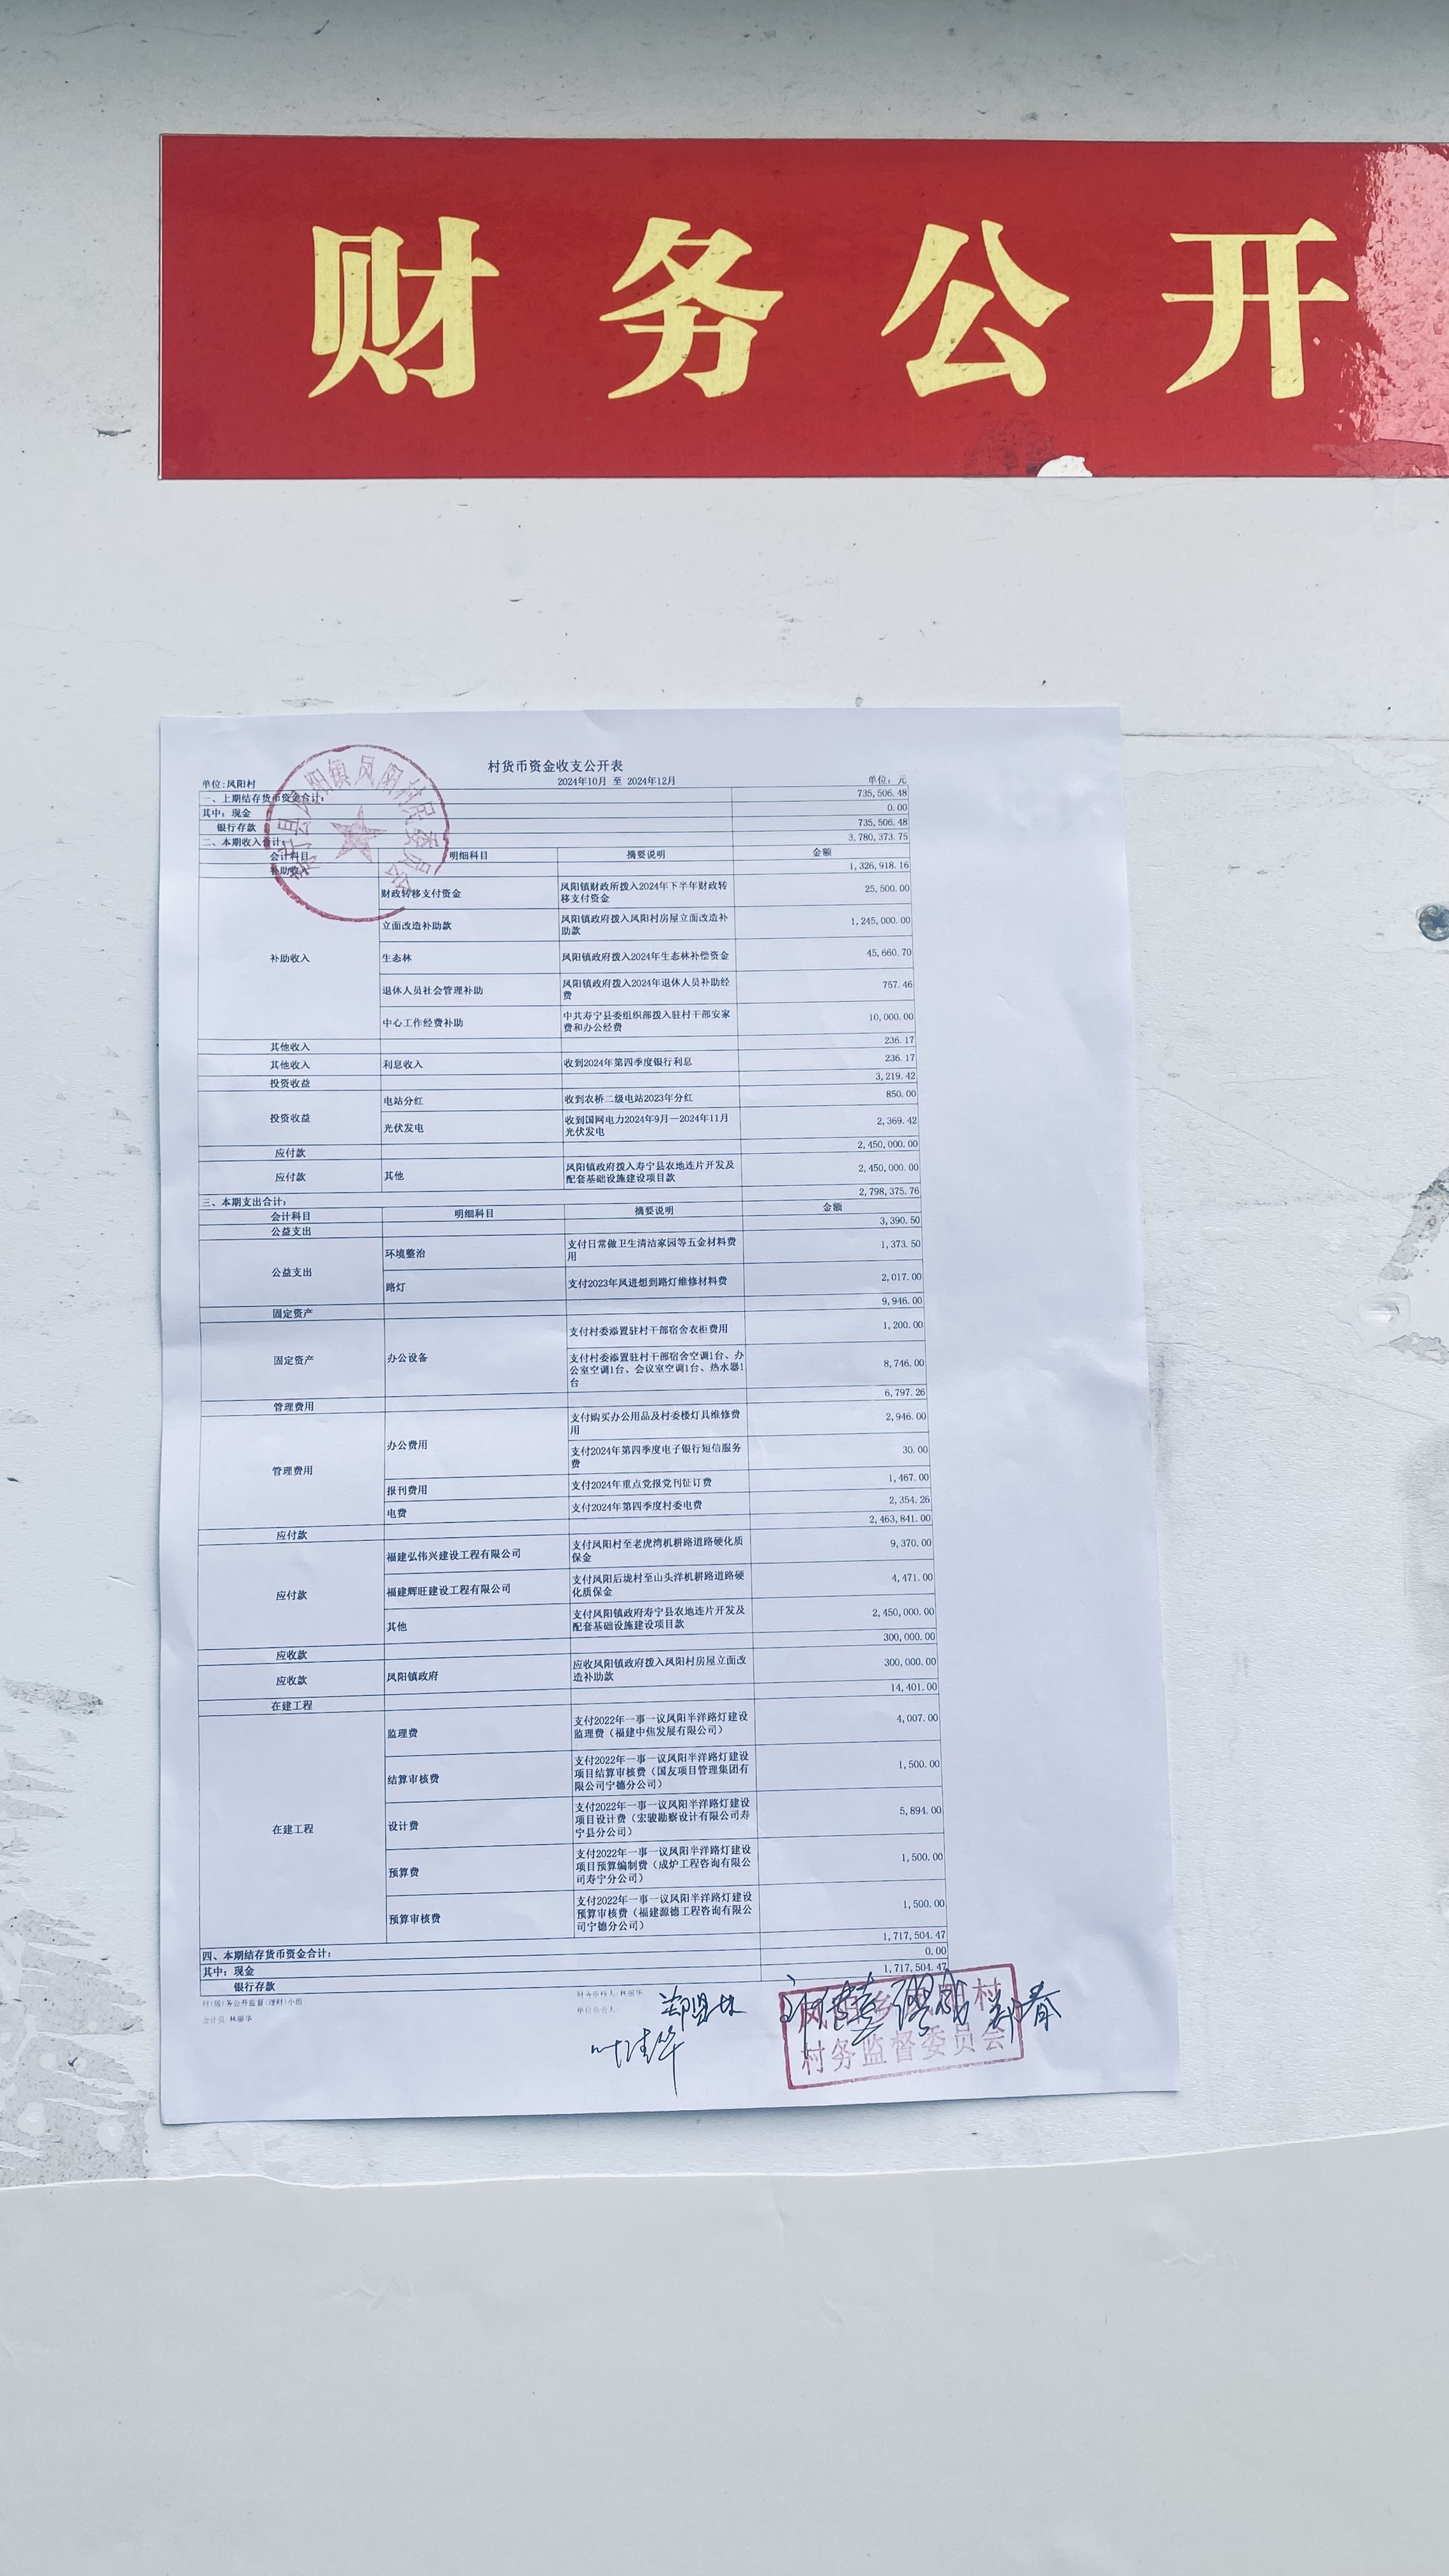 财务公开
村货币资金收支公开表
单位:凤阳村 2024年10月 至 2024年12月 单位:元
一、上期结存货币资金合计: 735,506.48
其中:现金 0.00
银行存款 735,506.48
二、本期收入合计: 3,780,373.75
会计科目 明细科目 摘要说明 金额
补助收入 1,326,918.16
补助收入
财政转移支付资金 凤阳镇财政所拨入2024年下半年财政转 25,500.00
移支付资金
立面改造补助款 凤阳镇政府拨入凤阳村房屋立面改造补 1,245,000.00
助款
生态林 凤阳镇政府拨入2024年生态林补偿资金 45,660.70
退休人员社会管理补助 凤阳镇政府拨入2024年退休人员补助经 757.46
费
中心工作经费补助 中共寿宁县委组织部拨入驻村干部安家 10,000.00
费和办公经费
其他收入 236.17
其他收入 利息收入 收到2024年第四季度银行利息 236.17
投资收益 3,219.42
投资收益
电站分红 收到农桥二级电站2023年分红 850.00
光伏发电 收到国网电力2024年9月—2024年11月 2,369.42
光伏发电
应付款 2,450,000.00
应付款 其他 凤阳镇政府拨入寿宁县农地连片开发及 2,450,000.00
配套基础设施建设项目款
三、本期支出合计: 2,798,375.76
会计科目 明细科目 摘要说明 金额
公益支出 3,390.50
公益支出
环境整治 支付日常做卫生清洁家园等五金材料费 1,373.50
用
路灯 支付2023年凤进想到路灯维修材料费 2,017.00
固定资产 9,946.00
固定资产 办公设备
支付村委添置驻村干部宿舍衣柜费用 1,200.00
支付村委添置驻村干部宿舍空调1台、办 8,746.00
公室空调1台、会议室空调1台、热水器1
台
管理费用 6,797.26
管理费用
办公费用 支付购买办公用品及村委楼灯具维修费 2,946.00
用
支付2024年第四季度电子银行短信服务 30.00
费
报刊费用 支付2024年重点党报党刊征订费 1,467.00
电费 支付2024年第四季度村委电费 2,354.26
应付款 2,463,841.00
应付款
福建弘伟兴建设工程有限公司 支付凤阳村至老虎湾机耕路道路硬化质 9,370.00
保金
福建辉旺建设工程有限公司 支付凤阳后垅村至山头洋机耕路道路硬 4,471.00
化质保金
其他 支付凤阳镇政府寿宁县农地连片开发及 2,450,000.00
配套基础设施建设项目款
应收款 300,000.00
应收款 凤阳镇政府 应收凤阳镇政府拨入凤阳村房屋立面改 300,000.00
造补助款
在建工程 14,401.00
在建工程
监理费 支付2022年一事一议凤阳半洋路灯建设 4,007.00
监理费(福建中焦发展有限公司)
结算审核费 支付2022年一事一议凤阳半洋路灯建设 1,500.00
项目结算审核费(国友项目管理集团有
限公司宁德分公司)
设计费 支付2022年一事一议凤阳半洋路灯建设 5,894.00
项目设计费(宏骏勘察设计有限公司寿
宁县分公司)
预算费 支付2022年一事一议凤阳半洋路灯建设 1,500.00
项目预算编制费(成炉工程咨询有限公
司寿宁分公司)
预算审核费 支付2022年一事一议凤阳半洋路灯建设 1,500.00
预算审核费(福建源德工程咨询有限公
司宁德分公司)
四、本期结存货币资金合计: 1,717,504.47
其中:现金 0.00
银行存款 1,717,504.47
村(居)务公开监督(理财)小组 财务审核人:林丽华
会计员:林丽华 单位负责人:
村务监督委员会